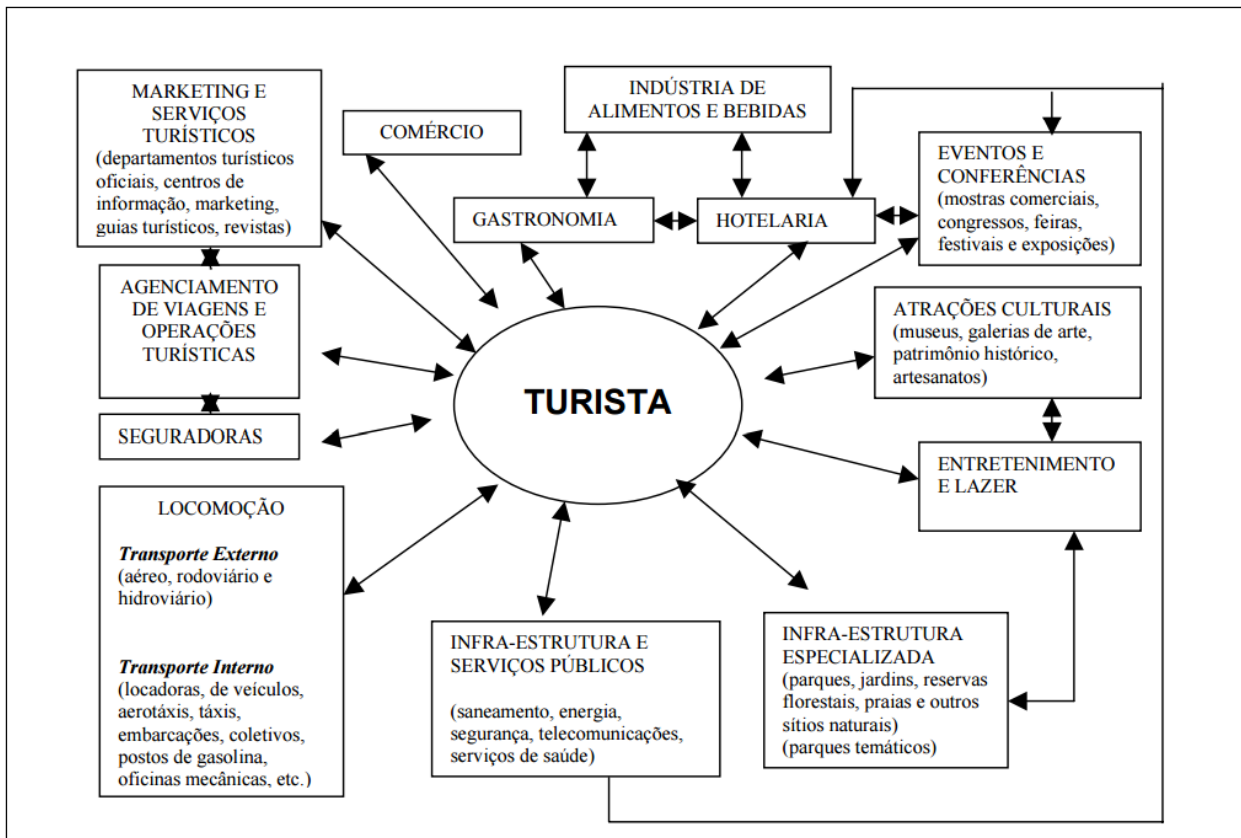 MARKETING E
SERVIÇOS
TURÍSTICOS
(departamentos turísticos
oficiais, centros de
informação, marketing,
guias turísticos, revistas)
COMÉRCIO
INDÚSTRIA DE
ALIMENTOS E BEBIDAS
GASTRONOMIA
HOTELARIA
EVENTOS E
CONFERÊNCIAS
(mostras comerciais,
congressos, feiras,
festivais e exposições)
AGENCIAMENTO
DE VIAGENS E
OPERAÇÕES
TURÍSTICAS
ATRAÇÕES CULTURAIS
(museus, galerias de arte,
patrimônio histórico,
artesanatos)
TURISTA
SEGURADORAS
ENTRETENIMENTO
E LAZER
LOCOMOÇÃO
Transporte Externo
(aéreo, rodoviário e
hidroviário)
Transporte Interno
(locadoras, de veículos,
aerotáxis, táxis,
embarcações, coletivos,
postos de gasolina,
oficinas mecânicas, etc.)
INFRA-ESTRUTURA E
SERVIÇOS PÚBLICOS
(saneamento, energia,
segurança, telecomunicações,
serviços de saúde)
INFRA-ESTRUTURA
ESPECIALIZADA
(parques, jardins, reservas
florestais, praias e outros
sítios naturais)
(parques temáticos)